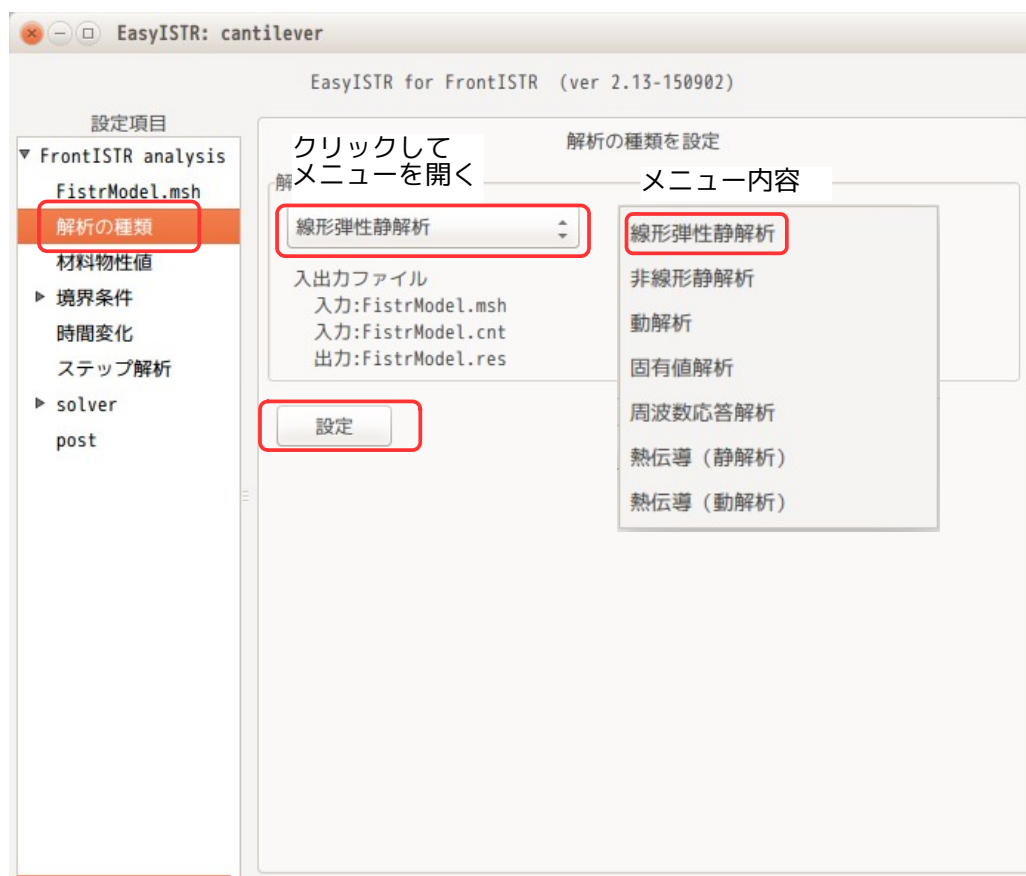 EasyISTR: cantilever
EasyISTR for FrontISTR (ver 2.13-150902)
設定項目
FrontISTR analysis
FistrModel.msh
解析の種類
材料物性値
境界条件
時間変化
ステップ解析
solver
post
解析の種類を設定
クリックして
メニューを開く
解
線形弾性静解析
入出力ファイル
入力:FistrModel.msh
入力:FistrModel.cnt
出力:FistrModel.res
設定
メニュー内容
線形弾性静解析
非線形静解析
動解析
固有値解析
周波数応答解析
熱伝導（静解析）
熱伝導（動解析）